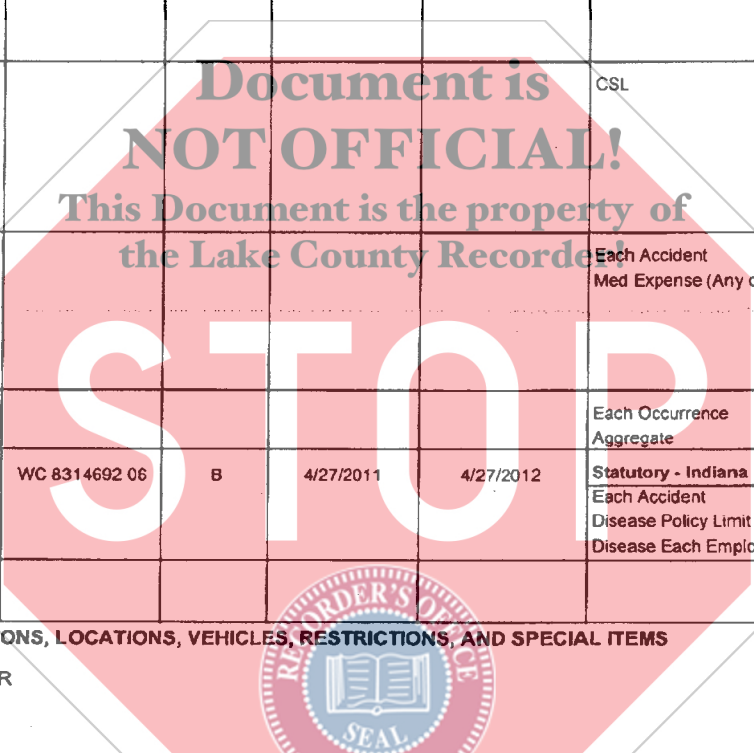 Document is
CSL
NOT OFFICIAL!
This Document is the property of
the Lake County Recorder!
Each Accident
Med Expense (Any
STOP
Each Occurrence
Aggregate
WC 8314692 06 B 4/27/2011 4/27/2012 Statutory - Indiana
Each Accident
Disease Policy Limit
Disease Each Emplo
ONS, LOCATIONS, VEHICLES, RESTRICTIONS, AND SPECIAL ITEMS
R
RECORDER'S OFFICE
SEAL